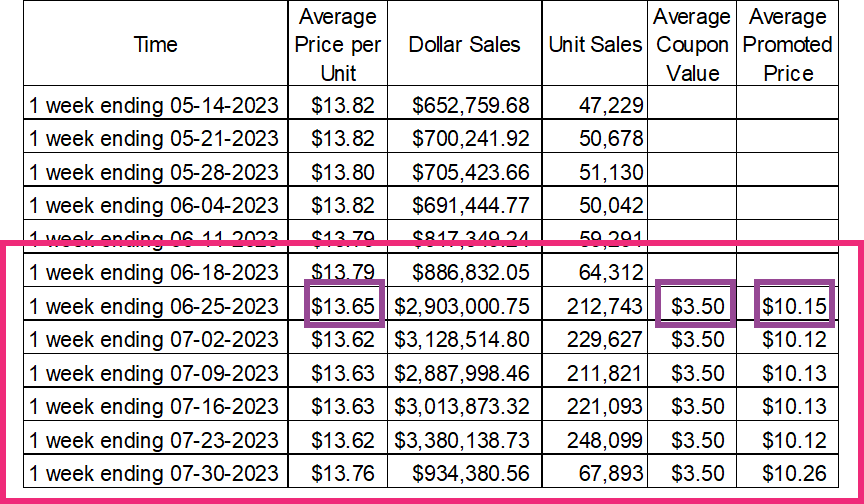 Time Average Price per Unit Dollar Sales Unit Sales Average Coupon Value Average Promoted Price
1 week ending 05-14-2023 $13.82 $652,759.68 47,229
1 week ending 05-21-2023 $13.82 $700,241.92 50,678
1 week ending 05-28-2023 $13.80 $705,423.66 51,130
1 week ending 06-04-2023 $13.82 $691,444.77 50,042
1 week ending 06-11-2023 $13.79 $817,349.24 59,291
1 week ending 06-18-2023 $13.79 $886,832.05 64,312
1 week ending 06-25-2023 $13.65 $2,903,000.75 212,743 $3.50 $10.15
1 week ending 07-02-2023 $13.62 $3,128,514.80 229,627 $3.50 $10.12
1 week ending 07-09-2023 $13.63 $2,887,998.46 211,821 $3.50 $10.13
1 week ending 07-16-2023 $13.63 $3,013,873.32 221,093 $3.50 $10.13
1 week ending 07-23-2023 $13.62 $3,380,138.73 248,099 $3.50 $10.12
1 week ending 07-30-2023 $13.76 $934,380.56 67,893 $3.50 $10.26